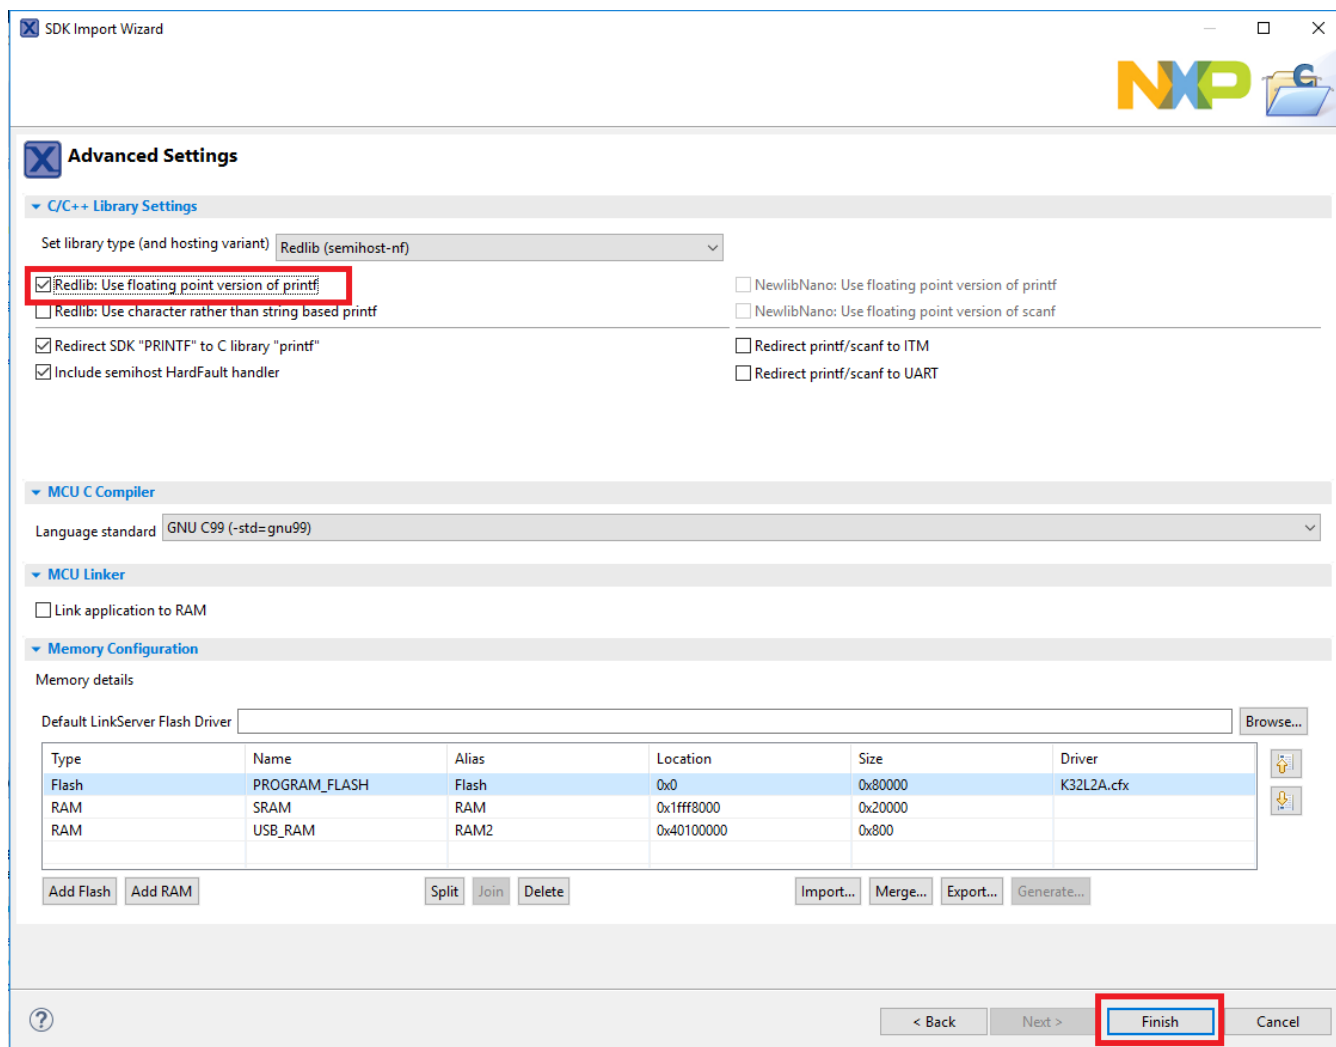 SDK Import Wizard
NXP
C
Advanced Settings
C/C++ Library Settings
Set library type (and hosting variant) Redlib (semihost-nf)
Redlib: Use floating point version of printf NewlibNano: Use floating point version of printf
Redlib: Use character rather than string based printf NewlibNano: Use floating point version of scanf
Redirect SDK "PRINTF" to C library "printf" Redirect printf/scanf to ITM
Include semihost HardFault handler Redirect printf/scanf to UART
MCU C Compiler
Language standard GNU C99 (-std=gnu99)
MCU Linker
Link application to RAM
Memory Configuration
Memory details
Default LinkServer Flash Driver Browse...
Type Name Alias Location Size Driver
Flash PROGRAM_FLASH Flash 0x0 0x80000 K32L2A.cfx
RAM SRAM RAM 0x1fff8000 0x20000
RAM USB_RAM RAM2 0x40100000 0x800
Add Flash Add RAM Split Join Delete Import... Merge... Export... Generate...
? < Back Next > Finish Cancel